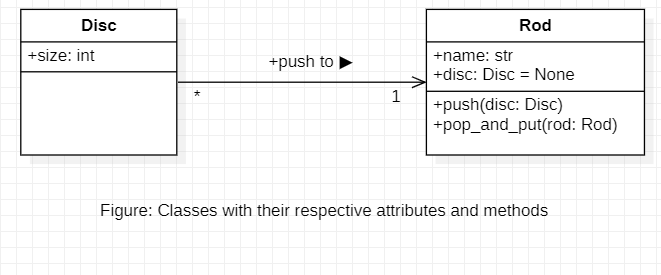 Disc
+size: int
+push to ▶
*
1
Rod
+name: str
+disc: Disc = None
+push(disc: Disc)
+pop_and_put(rod: Rod)
Figure: Classes with their respective attributes and methods